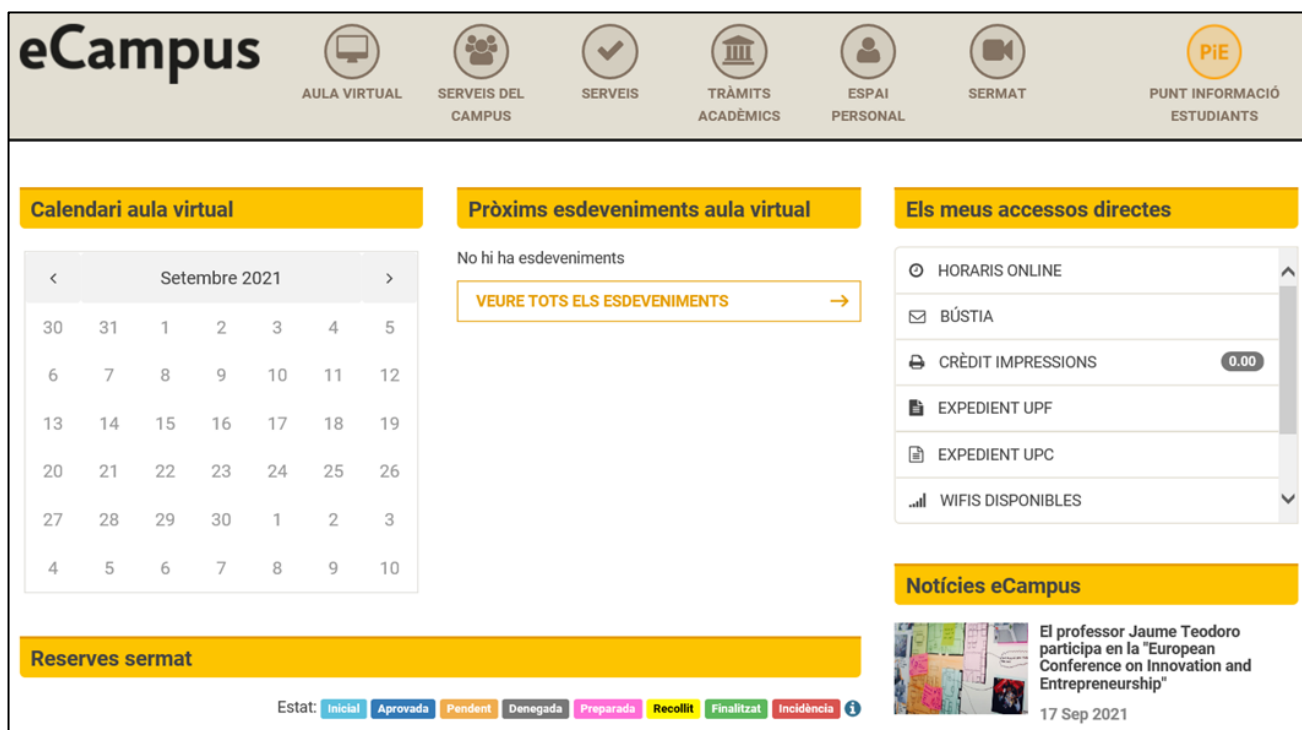 eCampus
AULA VIRTUAL
SERVEIS DEL
CAMPUS
SERVEIS
TRÀMITS
ACADÈMICS
ESPAI
PERSONAL
SERMAT
PiE
PUNT INFORMACIÓ
ESTUDIANTS
Calendari aula virtual
< Setembre 2021 >
30 31 1 2 3 4 5
6 7 8 9 10 11 12
13 14 15 16 17 18 19
20 21 22 23 24 25 26
27 28 29 30 1 2 3
4 5 6 7 8 9 10
Pròxims esdeveniments aula virtual
No hi ha esdeveniments
VEURE TOTS ELS ESDEVENIMENTS →
Els meus accessos directes
HORARIS ONLINE
BÚSTIA
CRÈDIT IMPRESSIONS 0.00
EXPEDIENT UPF
EXPEDIENT UPC
WIFIS DISPONIBLES
Reserves sermat
Estat: Inicial Aprovada Pendent Denegada Preparada Recollit Finalitzat Incidència
Notícies eCampus
El professor Jaume Teodoro
participa en la "European
Conference on Innovation and
Entrepreneurship"
17 Sep 2021